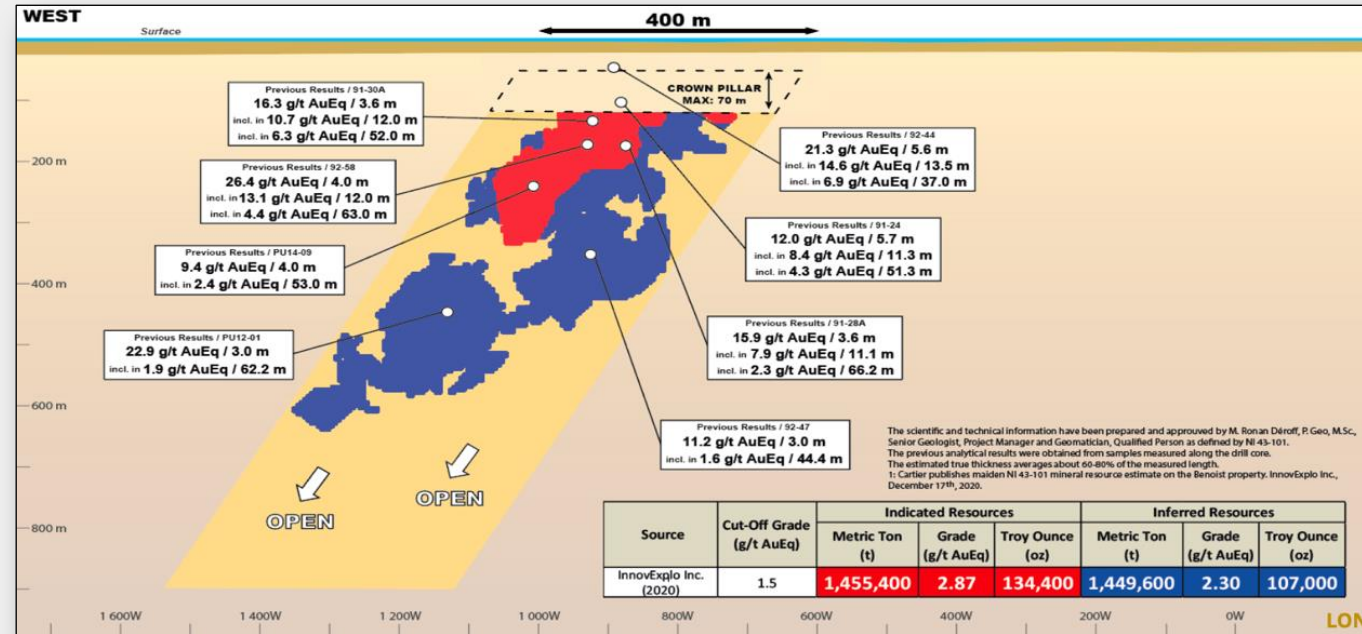 WEST
Surface
400 m
CROWN PILLAR
MAX: 70 m
Previous Results / 91-30A
16.3 g/t AuEq / 3.6 m
incl. in 10.7 g/t AuEq / 12.0 m
incl. in 6.3 g/t AuEq / 52.0 m
Previous Results / 92-44
21.3 g/t AuEq / 5.6 m
incl. in 14.6 g/t AuEq / 13.5 m
incl. in 6.9 g/t AuEq / 37.0 m
200 m
Previous Results / 92-58
26.4 g/t AuEq / 4.0 m
incl. in 13.1 g/t AuEq / 12.0 m
incl. in 4.4 g/t AuEq / 63.0 m
Previous Results / 91-24
12.0 g/t AuEq / 5.7 m
incl. in 8.4 g/t AuEq / 11.3 m
incl. in 4.3 g/t AuEq / 51.3 m
Previous Results / PU14-09
9.4 g/t AuEq / 4.0 m
incl. in 2.4 g/t AuEq / 53.0 m
400 m
Previous Results / 91-28A
15.9 g/t AuEq / 3.6 m
incl. in 7.9 g/t AuEq / 11.1 m
incl. in 2.3 g/t AuEq / 66.2 m
Previous Results / PU12-01
22.9 g/t AuEq / 3.0 m
incl. in 1.9 g/t AuEq / 62.2 m
600 m
Previous Results / 92-47
11.2 g/t AuEq / 3.0 m
incl. in 1.6 g/t AuEq / 44.4 m
The scientific and technical information have been prepared and approuved by M. Ronan Déroff, P. Geo, M.Sc.,
Senior Geologist, Project Manager and Geomatician, Qualified Person as defined by NI 43-101.
The previous analytical results were obtained from samples measured along the drill core.
The estimated true thickness averages about 60-80% of the measured length.
1: Cartier publishes maiden NI 43-101 mineral resource estimate on the Benoist property. InnovExplo Inc.,
December 17th, 2020.
OPEN
OPEN
800 m
Source Cut-Off Grade (g/t AuEq) Indicated Resources Inferred Resources
Metric Ton (t) Grade (g/t AuEq) Troy Ounce (oz) Metric Ton (t) Grade (g/t AuEq) Troy Ounce (oz)
InnovExplo Inc. (2020) 1.5 1,455,400 2.87 134,400 1,449,600 2.30 107,000
1 600W 1 400W 1 200W 1 000W 800W 600W 400W 200W 0W
LON